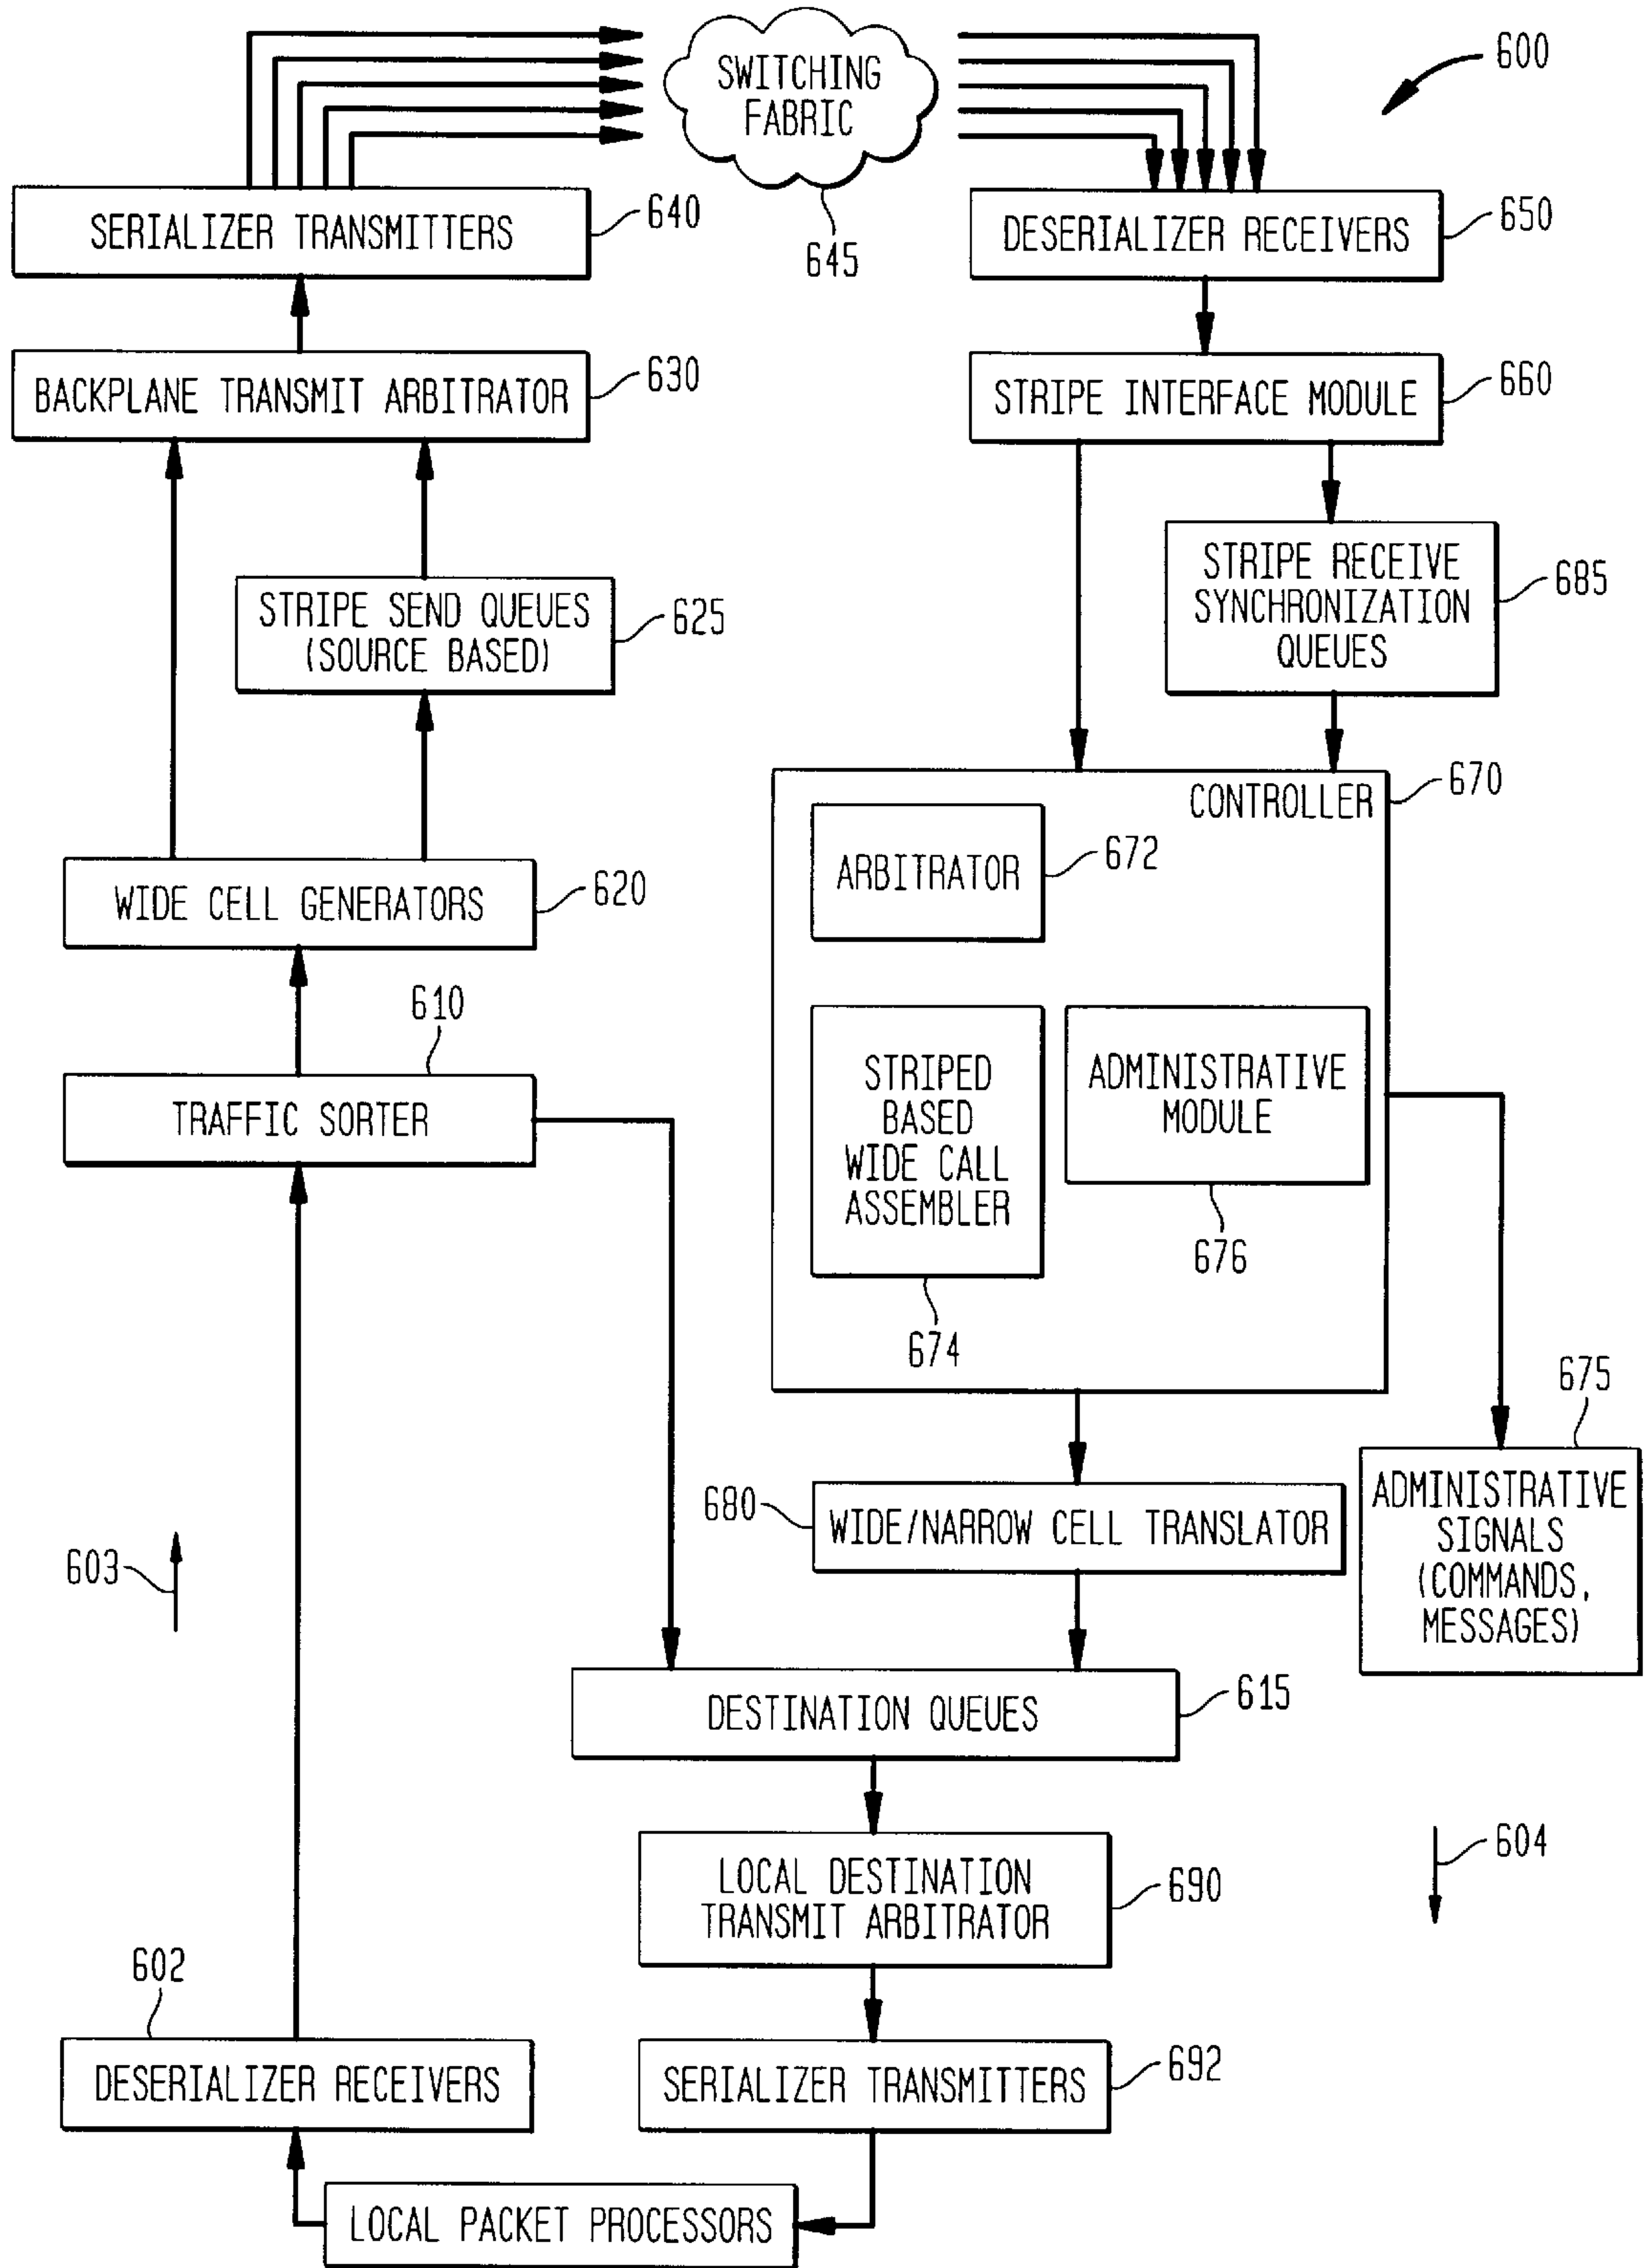 600
SWITCHING
FABRIC
645
SERIALIZER TRANSMITTERS
640
DESERIALIZER RECEIVERS
650
BACKPLANE TRANSMIT ARBITRATOR
630
STRIPE INTERFACE MODULE
660
STRIPE SEND QUEUES
(SOURCE BASED)
625
STRIPE RECEIVE
SYNCHRONIZATION
QUEUES
685
CONTROLLER
670
ARBITRATOR
672
WIDE CELL GENERATORS
620
610
TRAFFIC SORTER
STRIPED
BASED
WIDE CALL
ASSEMBLER
674
ADMINISTRATIVE
MODULE
676
675
ADMINISTRATIVE
SIGNALS
(COMMANDS,
MESSAGES)
680
WIDE/NARROW CELL TRANSLATOR
603
DESTINATION QUEUES
615
LOCAL DESTINATION
TRANSMIT ARBITRATOR
690
604
602
DESERIALIZER RECEIVERS
SERIALIZER TRANSMITTERS
692
LOCAL PACKET PROCESSORS